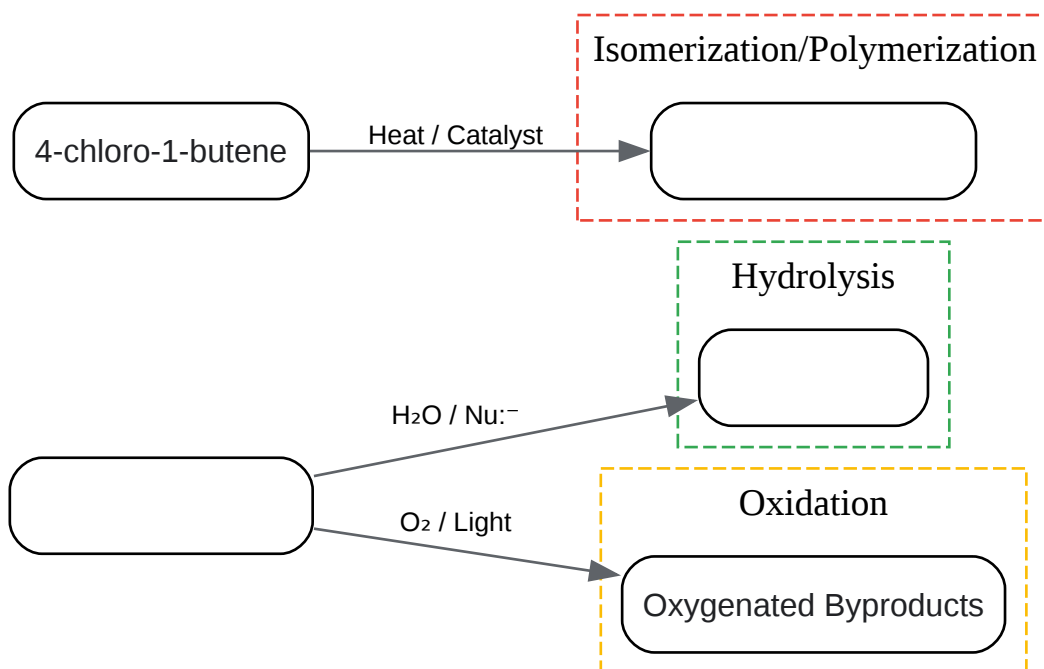 Isomerization/Polymerization
4-chloro-1-butene
Heat / Catalyst
Hydrolysis
H₂O / Nu:⁻
O₂ / Light
Oxidation
Oxygenated Byproducts